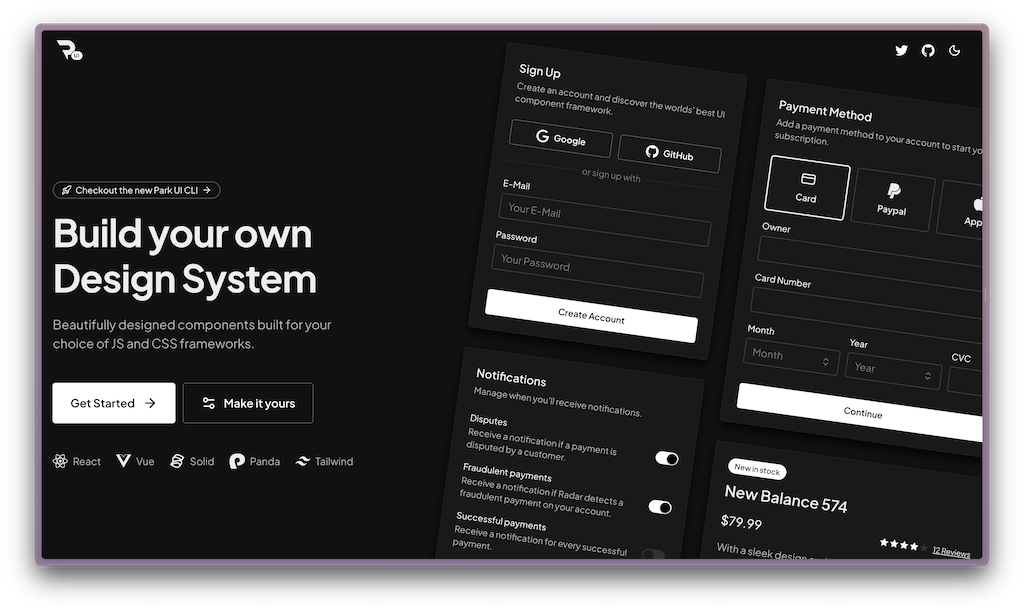 UI
Checkout the new Park UI CLI
Build your own
Design System
Beautifully designed components built for your
choice of JS and CSS frameworks.
Get Started
Make it yours
React
Vue
Solid
Panda
Tailwind
Sign Up
Create an account and discover the worlds' best UI
component framework.
Google
GitHub
or sign up with
E-Mail
Your E-Mail
Password
Your Password
Create Account
Notifications
Manage when you'll receive notifications.
Disputes
Receive a notification if a payment is
disputed by a customer.
Fraudulent payments
Receive a notification if Radar detects a
fraudulent payment on your account.
Successful payments
Receive a notification for every successful
payment.
Payment Method
Add a payment method to your account to start yo
subscription.
Card
Paypal
App
Owner
Card Number
Month
Month
Year
Year
CVC
Continue
New in stock
New Balance 574
$79.99
12 Reviews
With a sleek design